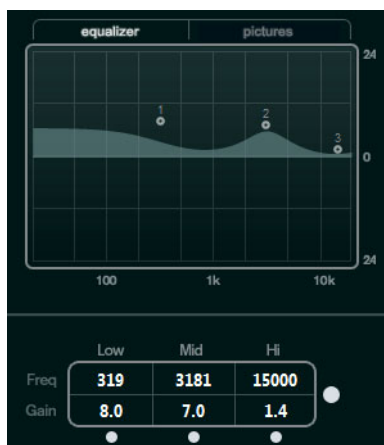 equalizer pictures
24
1 2 3
0
24
100 1k 10k
Low Mid Hi
Freq 319 3181 15000
Gain 8.0 7.0 1.4